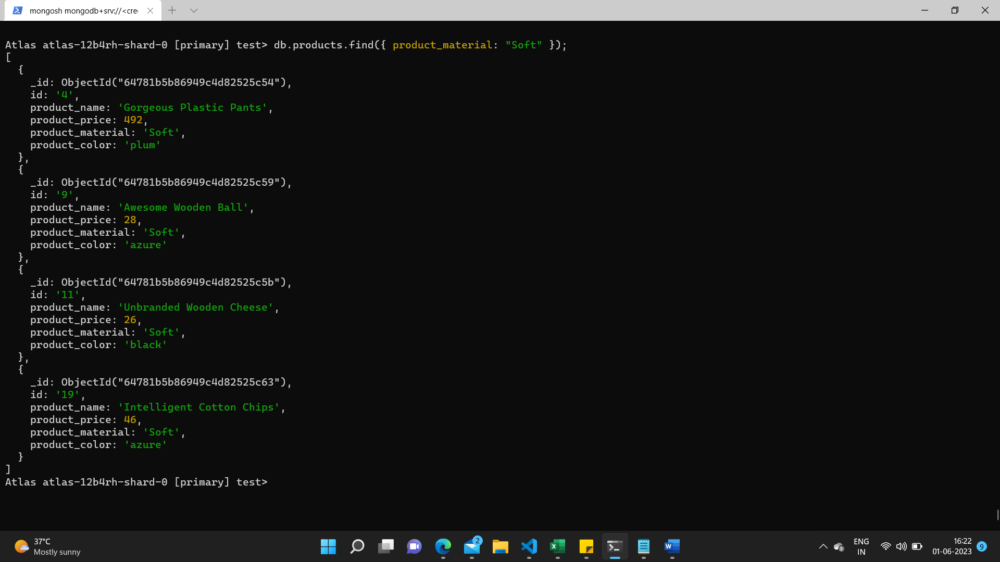 mongosh mongodb+srv://<cred
Atlas atlas-12b4rh-shard-0 [primary] test> db.products.find({ product_material: "Soft" });
[
  {
    _id: ObjectId("64781b5b86949c4d82525c54"),
    id: '4',
    product_name: 'Gorgeous Plastic Pants',
    product_price: 492,
    product_material: 'Soft',
    product_color: 'plum'
  },
  {
    _id: ObjectId("64781b5b86949c4d82525c59"),
    id: '9',
    product_name: 'Awesome Wooden Ball',
    product_price: 28,
    product_material: 'Soft',
    product_color: 'azure'
  },
  {
    _id: ObjectId("64781b5b86949c4d82525c5b"),
    id: '11',
    product_name: 'Unbranded Wooden Cheese',
    product_price: 26,
    product_material: 'Soft',
    product_color: 'black'
  },
  {
    _id: ObjectId("64781b5b86949c4d82525c63"),
    id: '19',
    product_name: 'Intelligent Cotton Chips',
    product_price: 46,
    product_material: 'Soft',
    product_color: 'azure'
  }
]
Atlas atlas-12b4rh-shard-0 [primary] test>
37°C
Mostly sunny
2
ENG
IN
16:22
01-06-2023
9